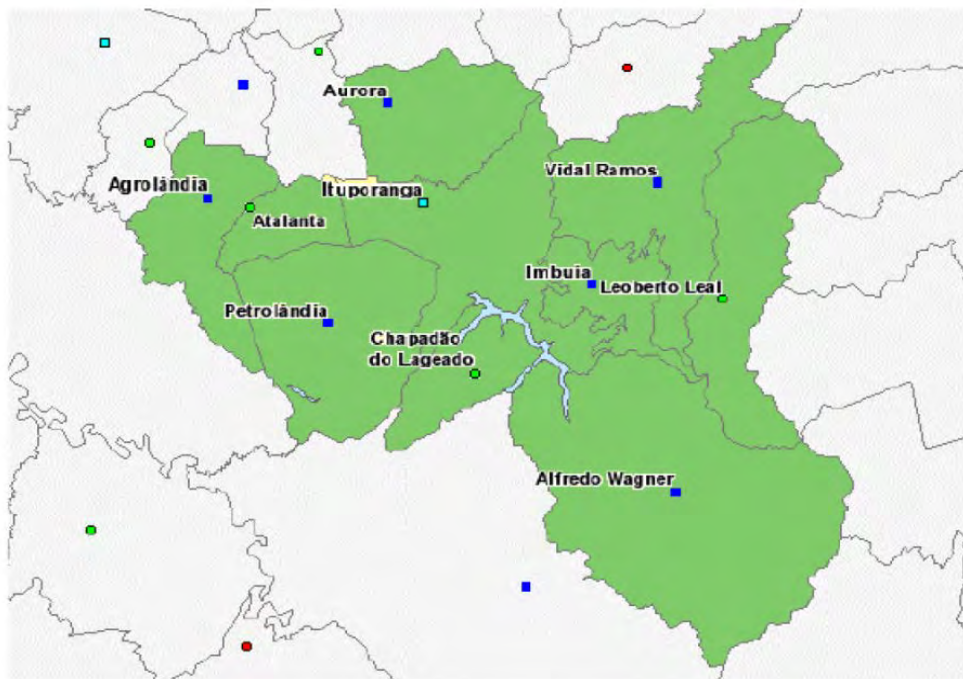 Aurora
Vidal Ramos
Agrolândia
Ituporanga
Atalanta
Imbuia
Leoberto Leal
Petrolândia
Chapadão
do Lageado
Alfredo Wagner